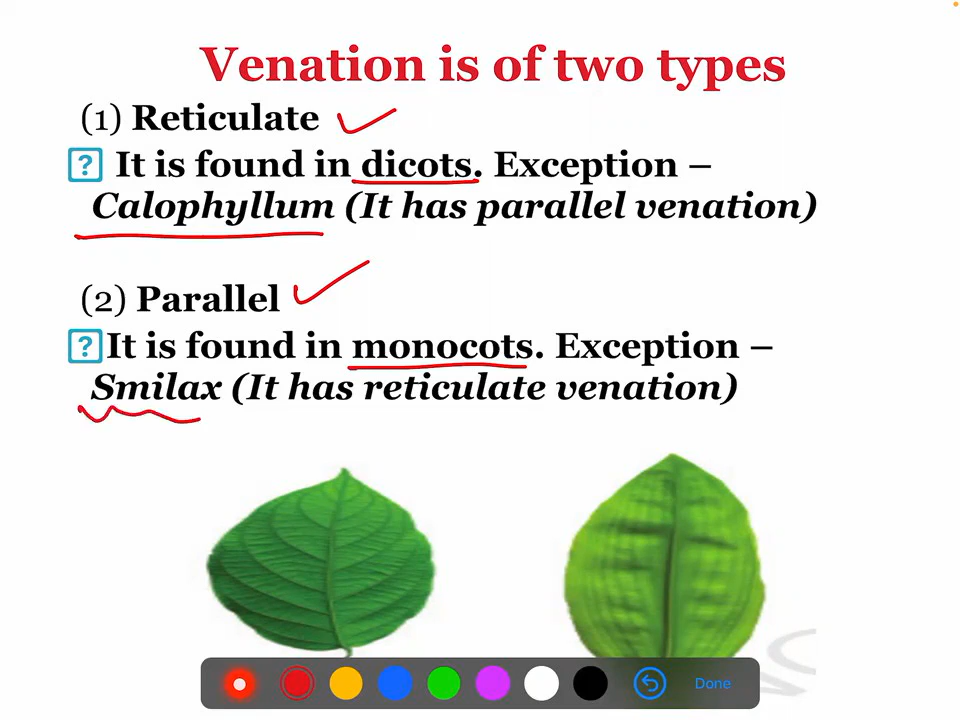 Venation is of two types
(1) Reticulate
? It is found in dicots. Exception –
Calophyllum (It has parallel venation)
(2) Parallel
? It is found in monocots. Exception –
Smilax (It has reticulate venation)
Done